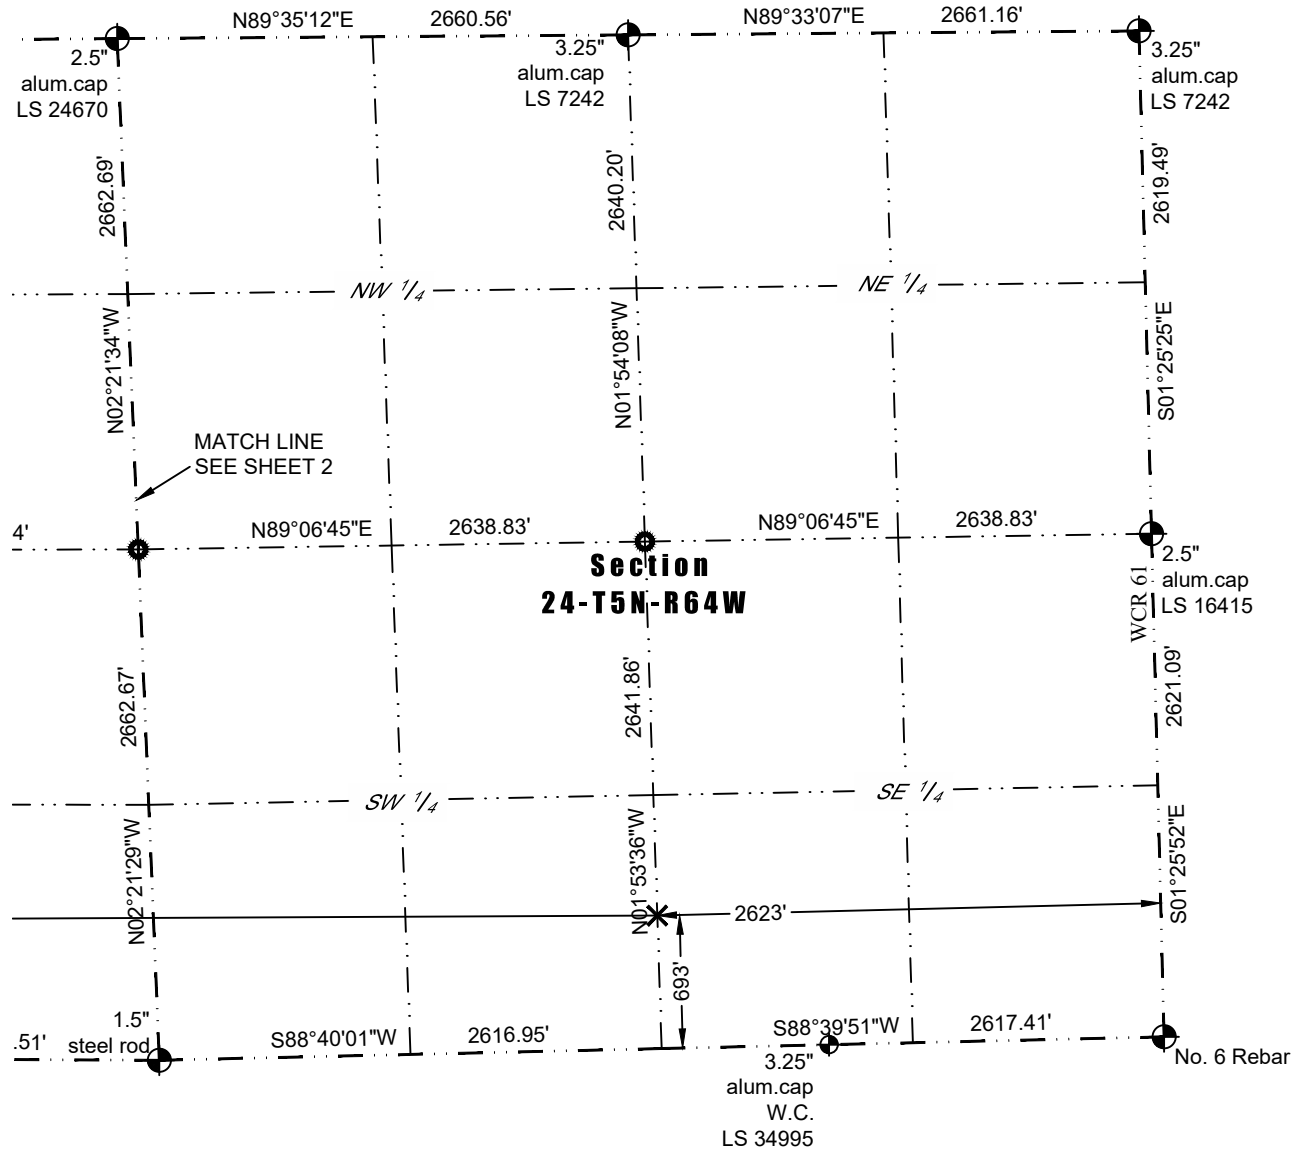 N89°35'12"E
2660.56'
N89°33'07"E
2661.16'
2.5"
alum.cap
LS 24670
3.25"
alum.cap
LS 7242
3.25"
alum.cap
LS 7242
2662.69'
2640.20'
2619.49'
NW 1/4
NE 1/4
N02°21'34"W
N01°54'08"W
S01°25'25"E
MATCH LINE
SEE SHEET 2
4'
N89°06'45"E
2638.83'
N89°06'45"E
2638.83'
Section
24-T5N-R64W
2.5"
alum.cap
LS 16415
WCR 61
2662.67'
2641.86'
2621.09'
SW 1/4
SE 1/4
N02°21'29"W
N01°53'36"W
S01°25'52"E
2623'
693'
1.5"
steel rod
.51'
S88°40'01"W
2616.95'
S88°39'51"W
2617.41'
3.25"
alum.cap
W.C.
LS 34995
No. 6 Rebar